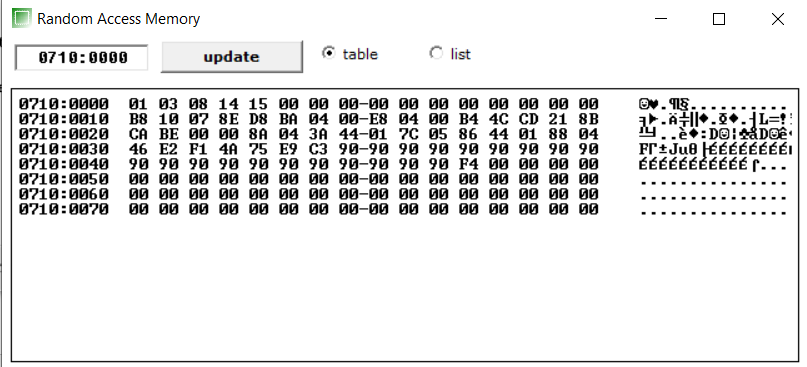 Random Access Memory
0710:0000 update table list
0710:0000 01 03 08 14 15 00 00 00-00 00 00 00 00 00 00 00 ☺♥.¶§...........
0710:0010 B8 10 07 8E D8 BA 04 00-E8 04 00 B4 4C CD 21 8B
0710:0020 CA BE 00 00 8A 04 3A 44-01 7C 05 86 44 01 88 04
0710:0030 46 E2 F1 4A 75 E9 C3 90-90 90 90 90 90 90 90 90
0710:0040 90 90 90 90 90 90 90 90-90 90 90 F4 00 00 00 00 ÉÉÉÉÉÉÉÉÉÉÉ⌠...
0710:0050 00 00 00 00 00 00 00 00-00 00 00 00 00 00 00 00 ...............
0710:0060 00 00 00 00 00 00 00 00-00 00 00 00 00 00 00 00 ...............
0710:0070 00 00 00 00 00 00 00 00-00 00 00 00 00 00 00 00 ...............